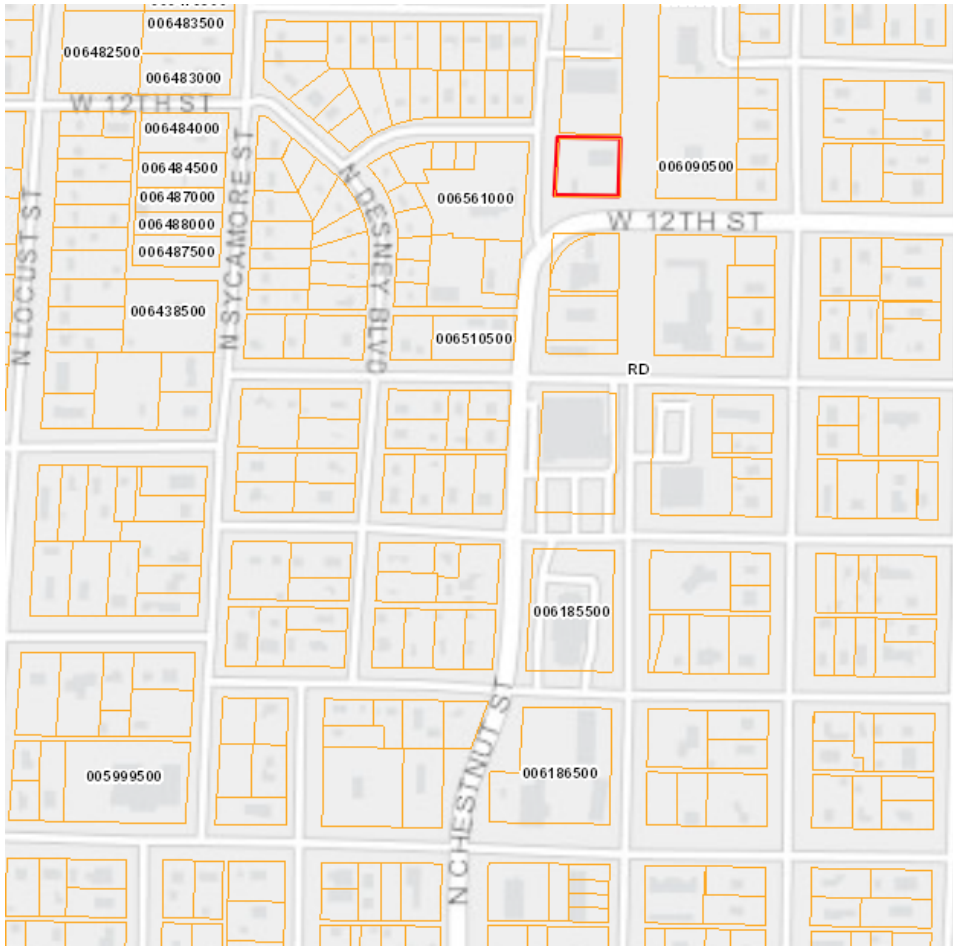 006483500
006482500
006483000
W 12TH ST
006484000
006484500
006090500
006487000
006561000
W 12TH ST
006488000
006487500
N LOCUST ST
N SYCAMORE ST
N DESNEY BLVD
006438500
006510500
RD
006185500
006186500
005999500
N CHESTNUT ST